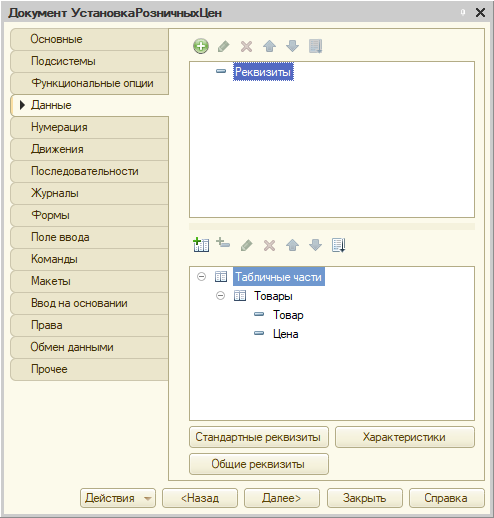 Документ УстановкаРозничныхЦен
Основные
Подсистемы
Функциональные опции
Данные
Нумерация
Движения
Последовательности
Журналы
Формы
Поле ввода
Команды
Макеты
Ввод на основании
Права
Обмен данными
Прочее
Реквизиты
Табличные части
Товары
Товар
Цена
Стандартные реквизиты
Характеристики
Общие реквизиты
Действия
<Назад
Далее>
Закрыть
Справка